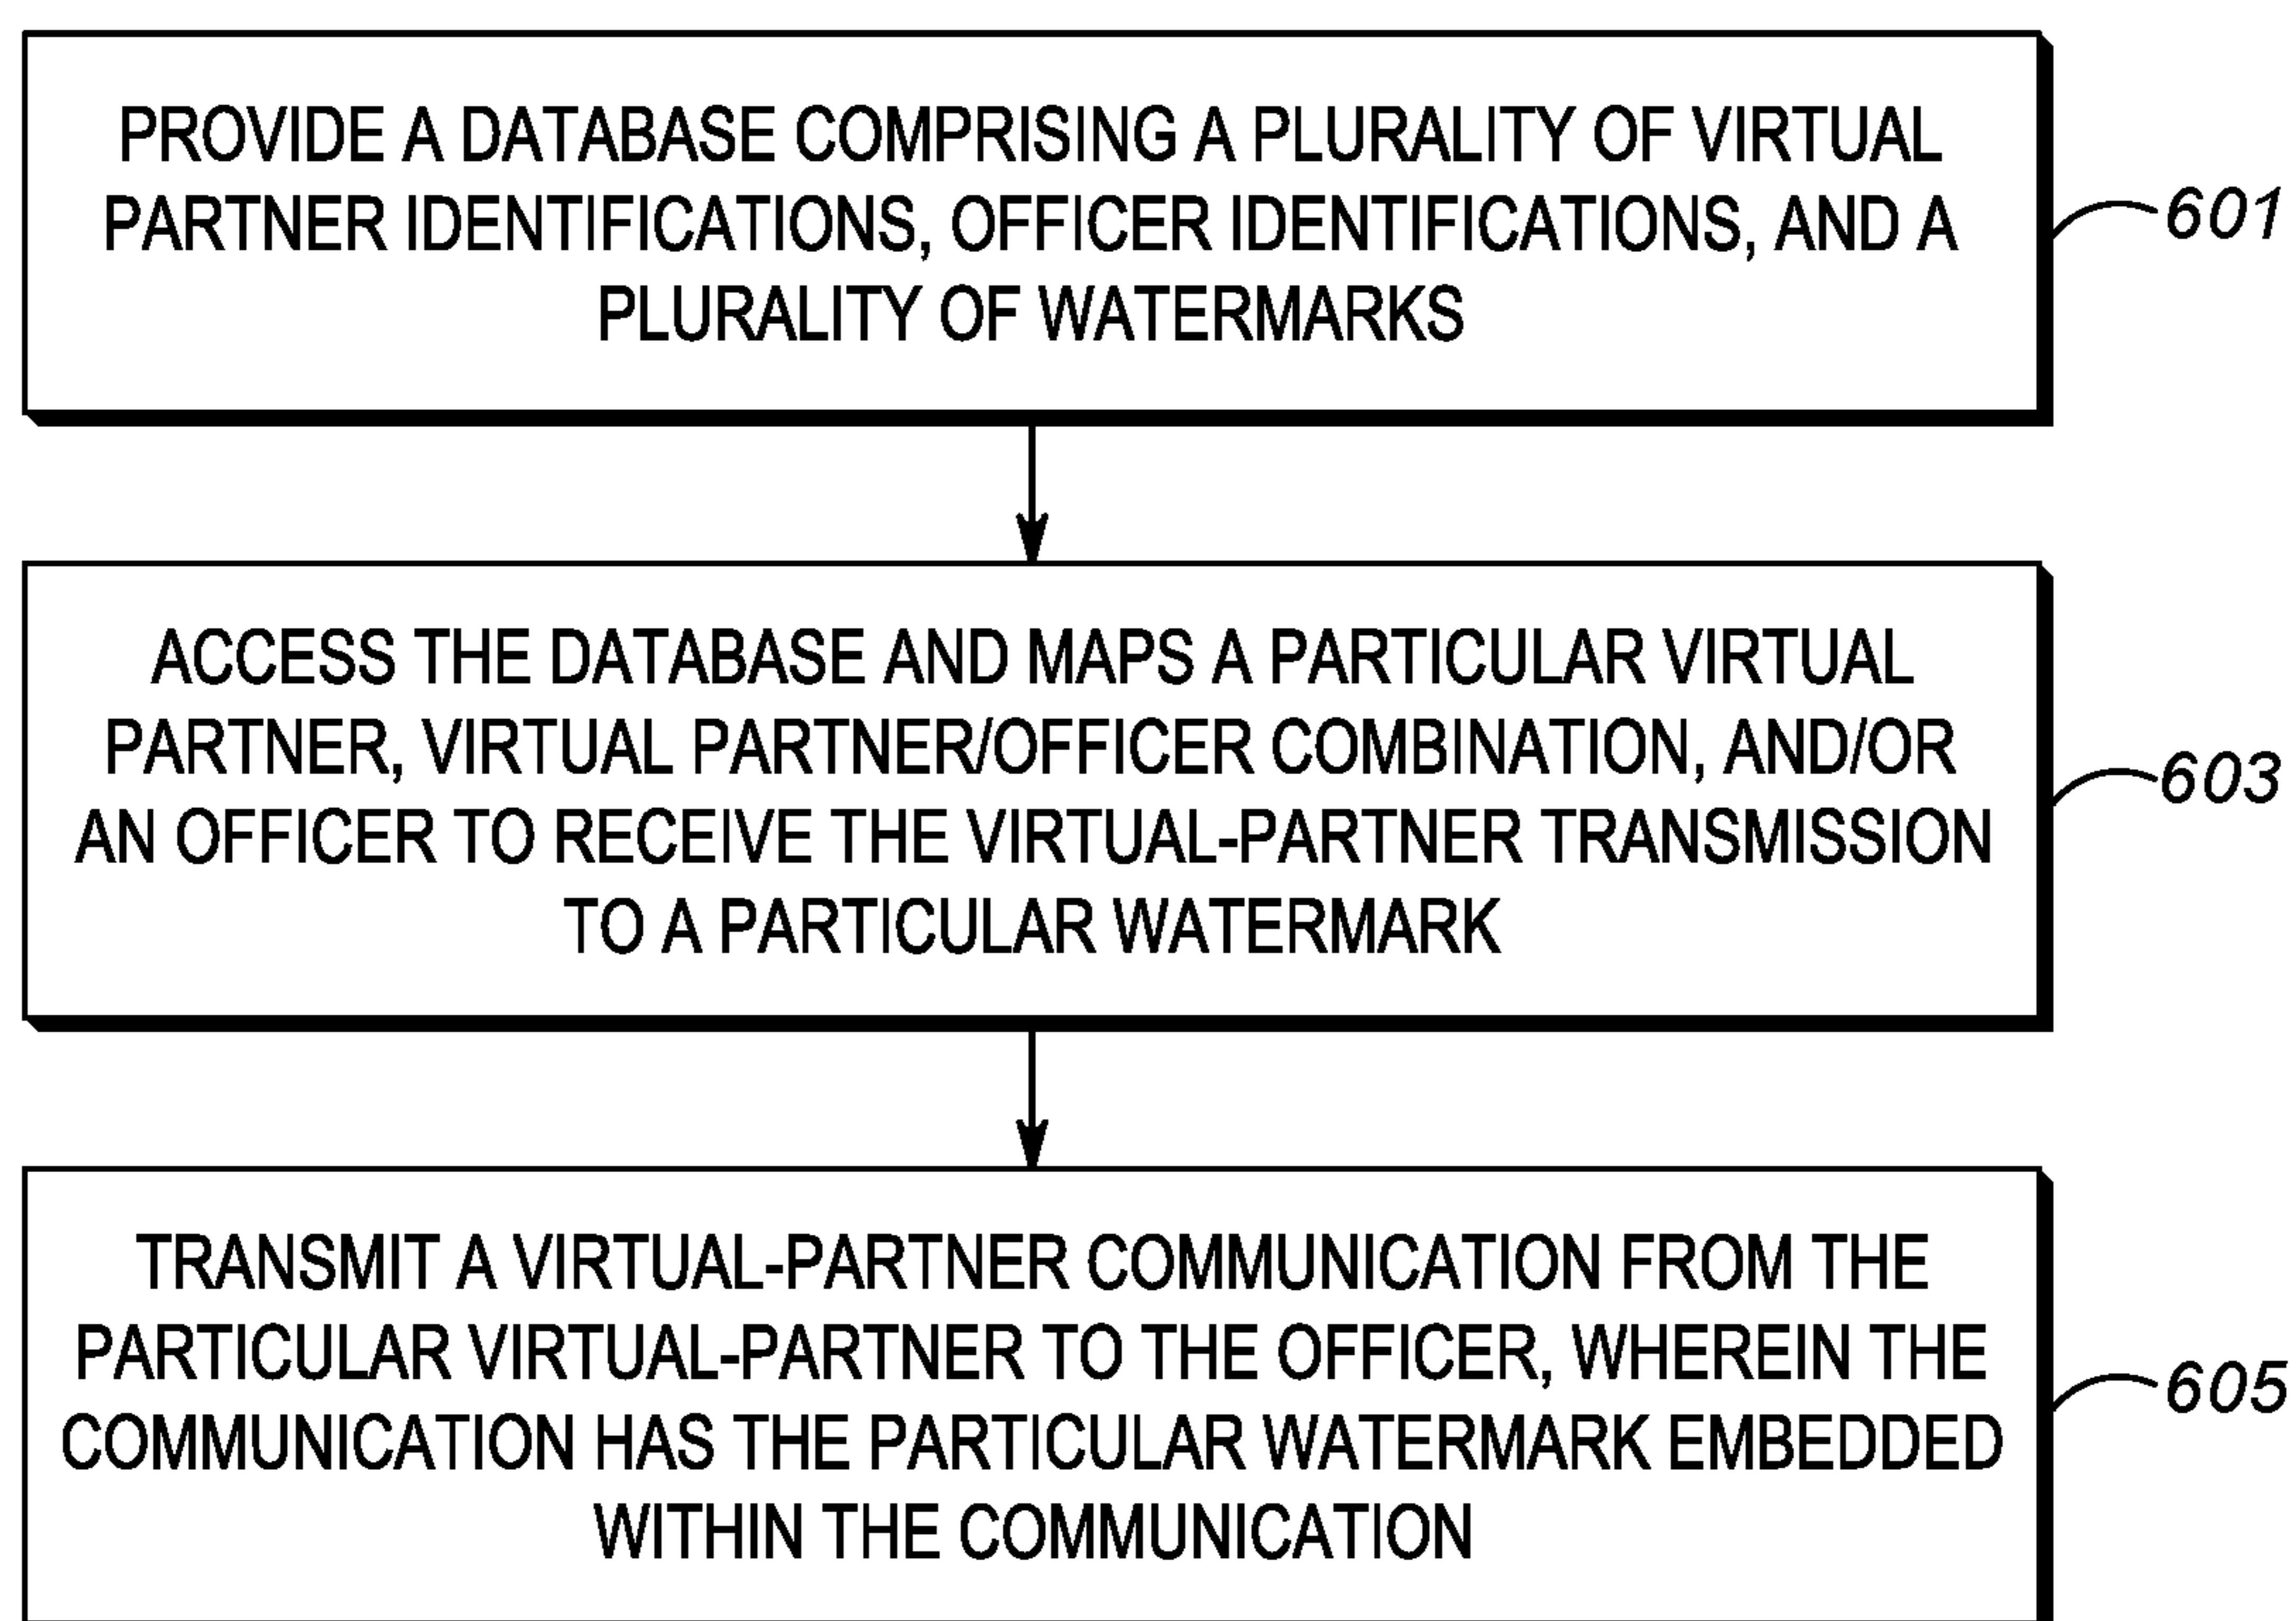 PROVIDE A DATABASE COMPRISING A PLURALITY OF VIRTUAL
PARTNER IDENTIFICATIONS, OFFICER IDENTIFICATIONS, AND A
PLURALITY OF WATERMARKS
601
ACCESS THE DATABASE AND MAPS A PARTICULAR VIRTUAL
PARTNER, VIRTUAL PARTNER/OFFICER COMBINATION, AND/OR
AN OFFICER TO RECEIVE THE VIRTUAL-PARTNER TRANSMISSION
TO A PARTICULAR WATERMARK
603
TRANSMIT A VIRTUAL-PARTNER COMMUNICATION FROM THE
PARTICULAR VIRTUAL-PARTNER TO THE OFFICER, WHEREIN THE
COMMUNICATION HAS THE PARTICULAR WATERMARK EMBEDDED
WITHIN THE COMMUNICATION
605